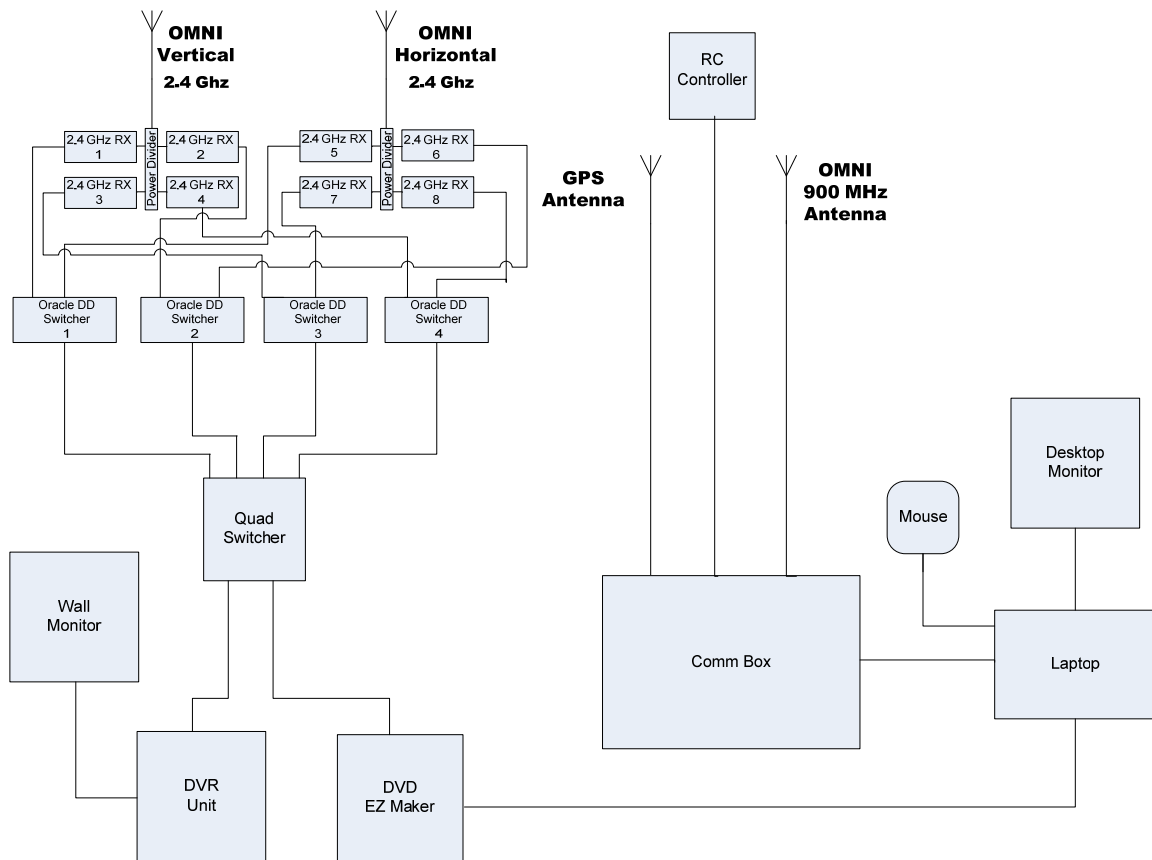 OMNI
Vertical
2.4 Ghz
OMNI
Horizontal
2.4 Ghz
RC
Controller
2.4 GHz RX
1
Power Divider
2.4 GHz RX
2
2.4 GHz RX
3
2.4 GHz RX
4
2.4 GHz RX
5
Power Divider
2.4 GHz RX
6
2.4 GHz RX
7
2.4 GHz RX
8
GPS
Antenna
OMNI
900 MHz
Antenna
Oracle DD
Switcher
1
Oracle DD
Switcher
2
Oracle DD
Switcher
3
Oracle DD
Switcher
4
Quad
Switcher
Desktop
Monitor
Mouse
Wall
Monitor
Comm Box
Laptop
DVR
Unit
DVD
EZ Maker